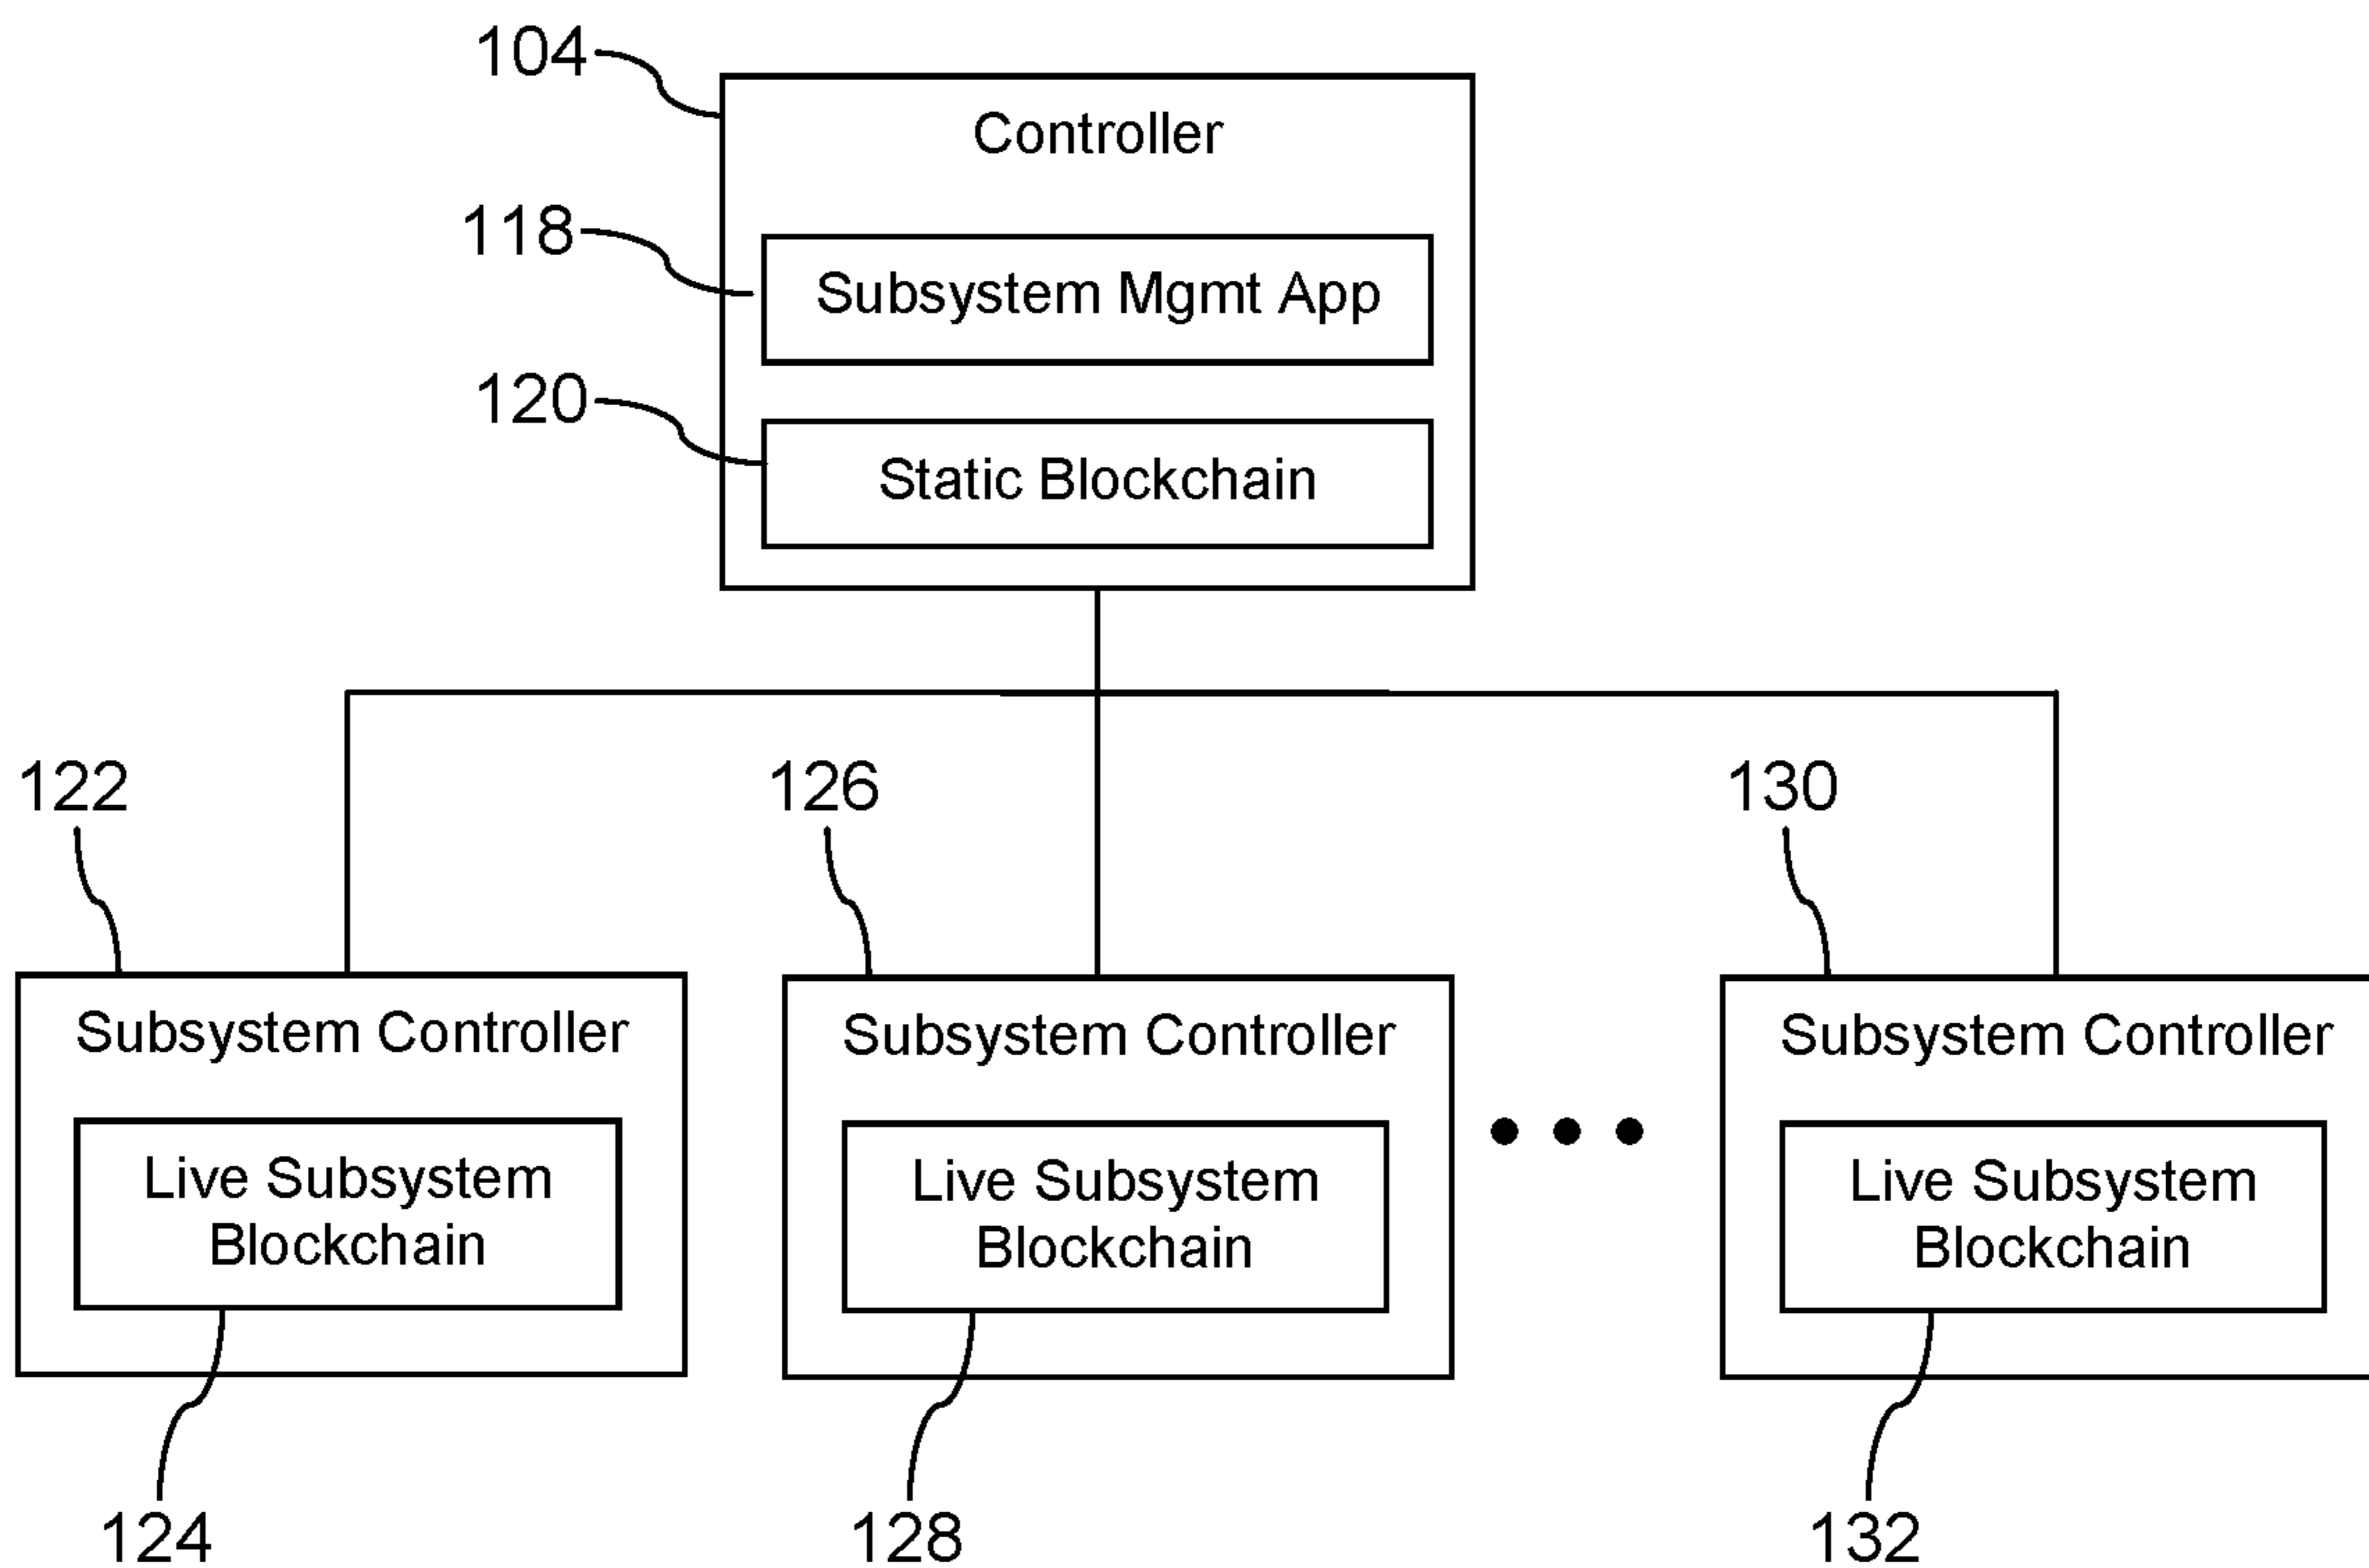 104
Controller
118
Subsystem Mgmt App
120
Static Blockchain
122
126
130
Subsystem Controller
Live Subsystem
Blockchain
Subsystem Controller
Live Subsystem
Blockchain
Subsystem Controller
Live Subsystem
Blockchain
124
128
132